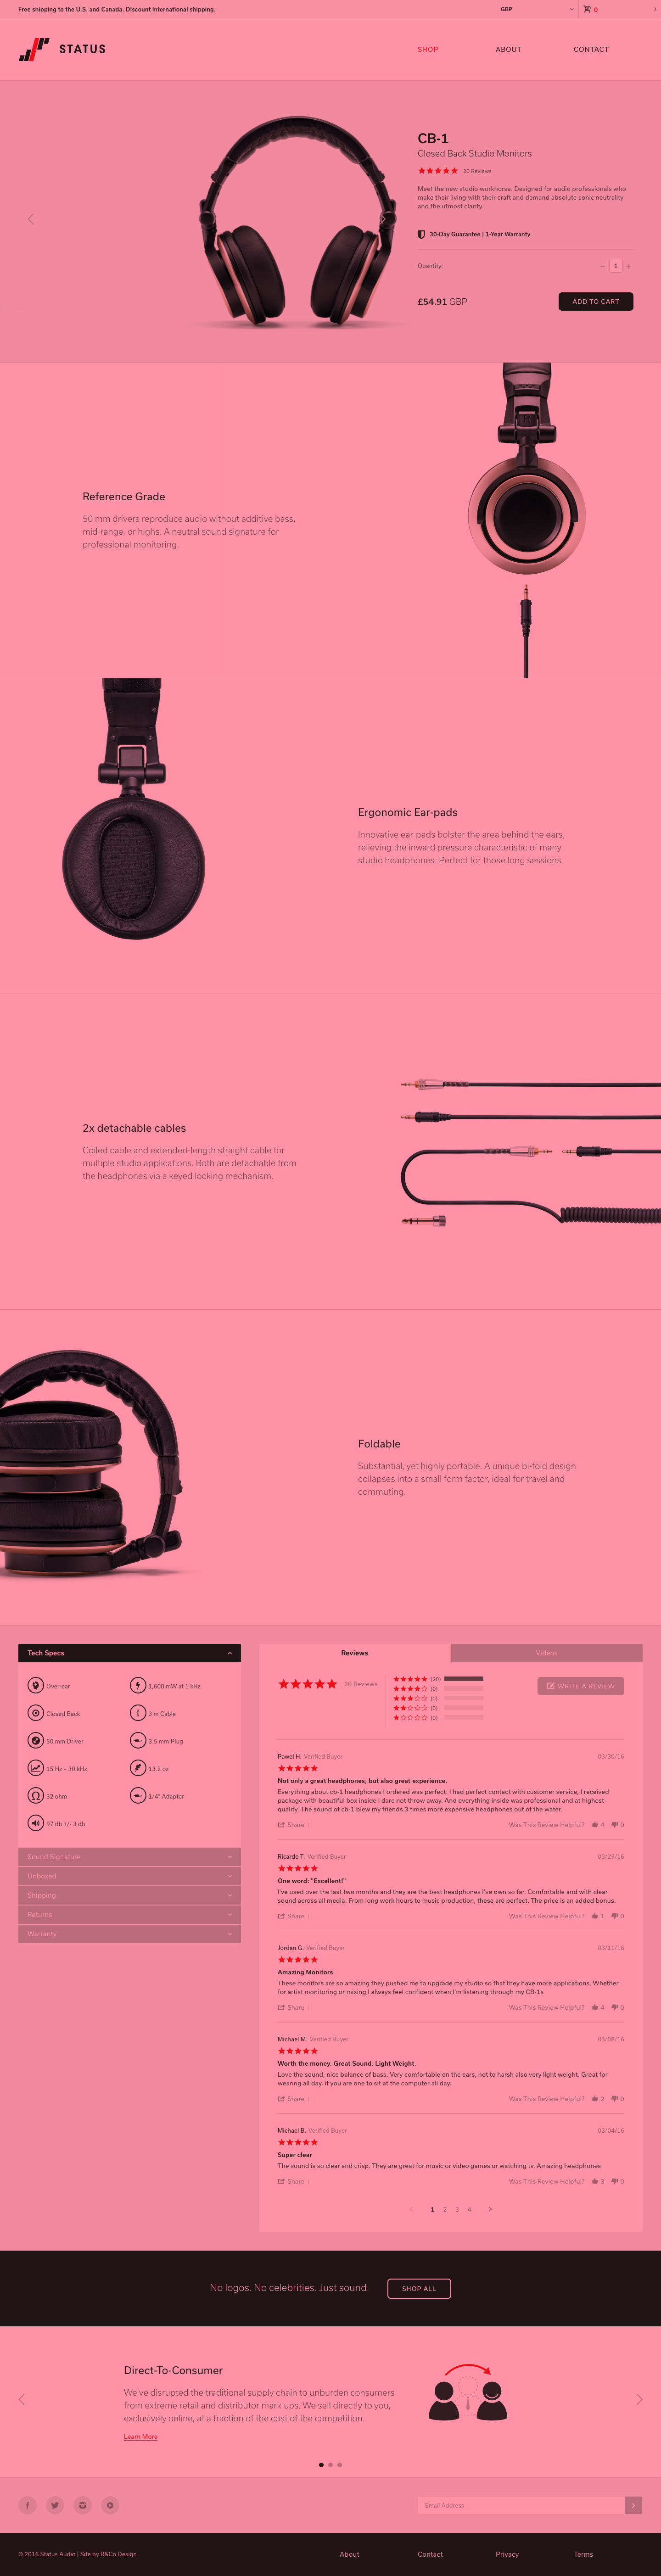 Free shipping to the U.S. and Canada. Discount international shipping.
GBP
0
STATUS
SHOP
ABOUT
CONTACT
CB-1
Closed Back Studio Monitors
20 Reviews
Meet the new studio workhorse. Designed for audio professionals who
make their living with their craft and demand absolute sonic neutrality
and the utmost clarity.
30-Day Guarantee | 1-Year Warranty
Quantity:
− 1 +
£54.91 GBP
ADD TO CART
Reference Grade
50 mm drivers reproduce audio without additive bass,
mid-range, or highs. A neutral sound signature for
professional monitoring.
Ergonomic Ear-pads
Innovative ear-pads bolster the area behind the ears,
relieving the inward pressure characteristic of many
studio headphones. Perfect for those long sessions.
2x detachable cables
Coiled cable and extended-length straight cable for
multiple studio applications. Both are detachable from
the headphones via a keyed locking mechanism.
Foldable
Substantial, yet highly portable. A unique bi-fold design
collapses into a small form factor, ideal for travel and
commuting.
Tech Specs
Over-ear
1,600 mW at 1 kHz
Closed Back
3 m Cable
50 mm Driver
3.5 mm Plug
15 Hz – 30 kHz
13.2 oz
32 ohm
1/4" Adapter
97 db +/- 3 db
Sound Signature
Unboxed
Shipping
Returns
Warranty
Reviews
Videos
20 Reviews
(20)
(0)
(0)
(0)
(0)
WRITE A REVIEW
Pawel H. Verified Buyer
03/30/16
Not only a great headphones, but also great experience.
Everything about cb-1 headphones I ordered was perfect. I had perfect contact with customer service, I received
package with beautiful box inside I dare not throw away. And everything inside was professional and at highest
quality. The sound of cb-1 blew my friends 3 times more expensive headphones out of the water.
Share |
Was This Review Helpful? 4 0
Ricardo T. Verified Buyer
03/23/16
One word: "Excellent!"
I've used over the last two months and they are the best headphones I've own so far. Comfortable and with clear
sound across all media. From long work hours to music production, these are perfect. The price is an added bonus.
Share |
Was This Review Helpful? 1 0
Jordan G. Verified Buyer
03/11/16
Amazing Monitors
These monitors are so amazing they pushed me to upgrade my studio so that they have more applications. Whether
for artist monitoring or mixing I always feel confident when I'm listening through my CB-1s
Share |
Was This Review Helpful? 4 0
Michael M. Verified Buyer
03/08/16
Worth the money. Great Sound. Light Weight.
Love the sound, nice balance of bass. Very comfortable on the ears, not to harsh also very light weight. Great for
wearing all day, if you are one to sit at the computer all day.
Share |
Was This Review Helpful? 2 0
Michael B. Verified Buyer
03/04/16
Super clear
The sound is so clear and crisp. They are great for music or video games or watching tv. Amazing headphones
Share |
Was This Review Helpful? 3 0
1 2 3 4
No logos. No celebrities. Just sound.
SHOP ALL
Direct-To-Consumer
We've disrupted the traditional supply chain to unburden consumers
from extreme retail and distributor mark-ups. We sell directly to you,
exclusively online, at a fraction of the cost of the competition.
Learn More
Email Address
© 2016 Status Audio | Site by R&Co Design
About
Contact
Privacy
Terms